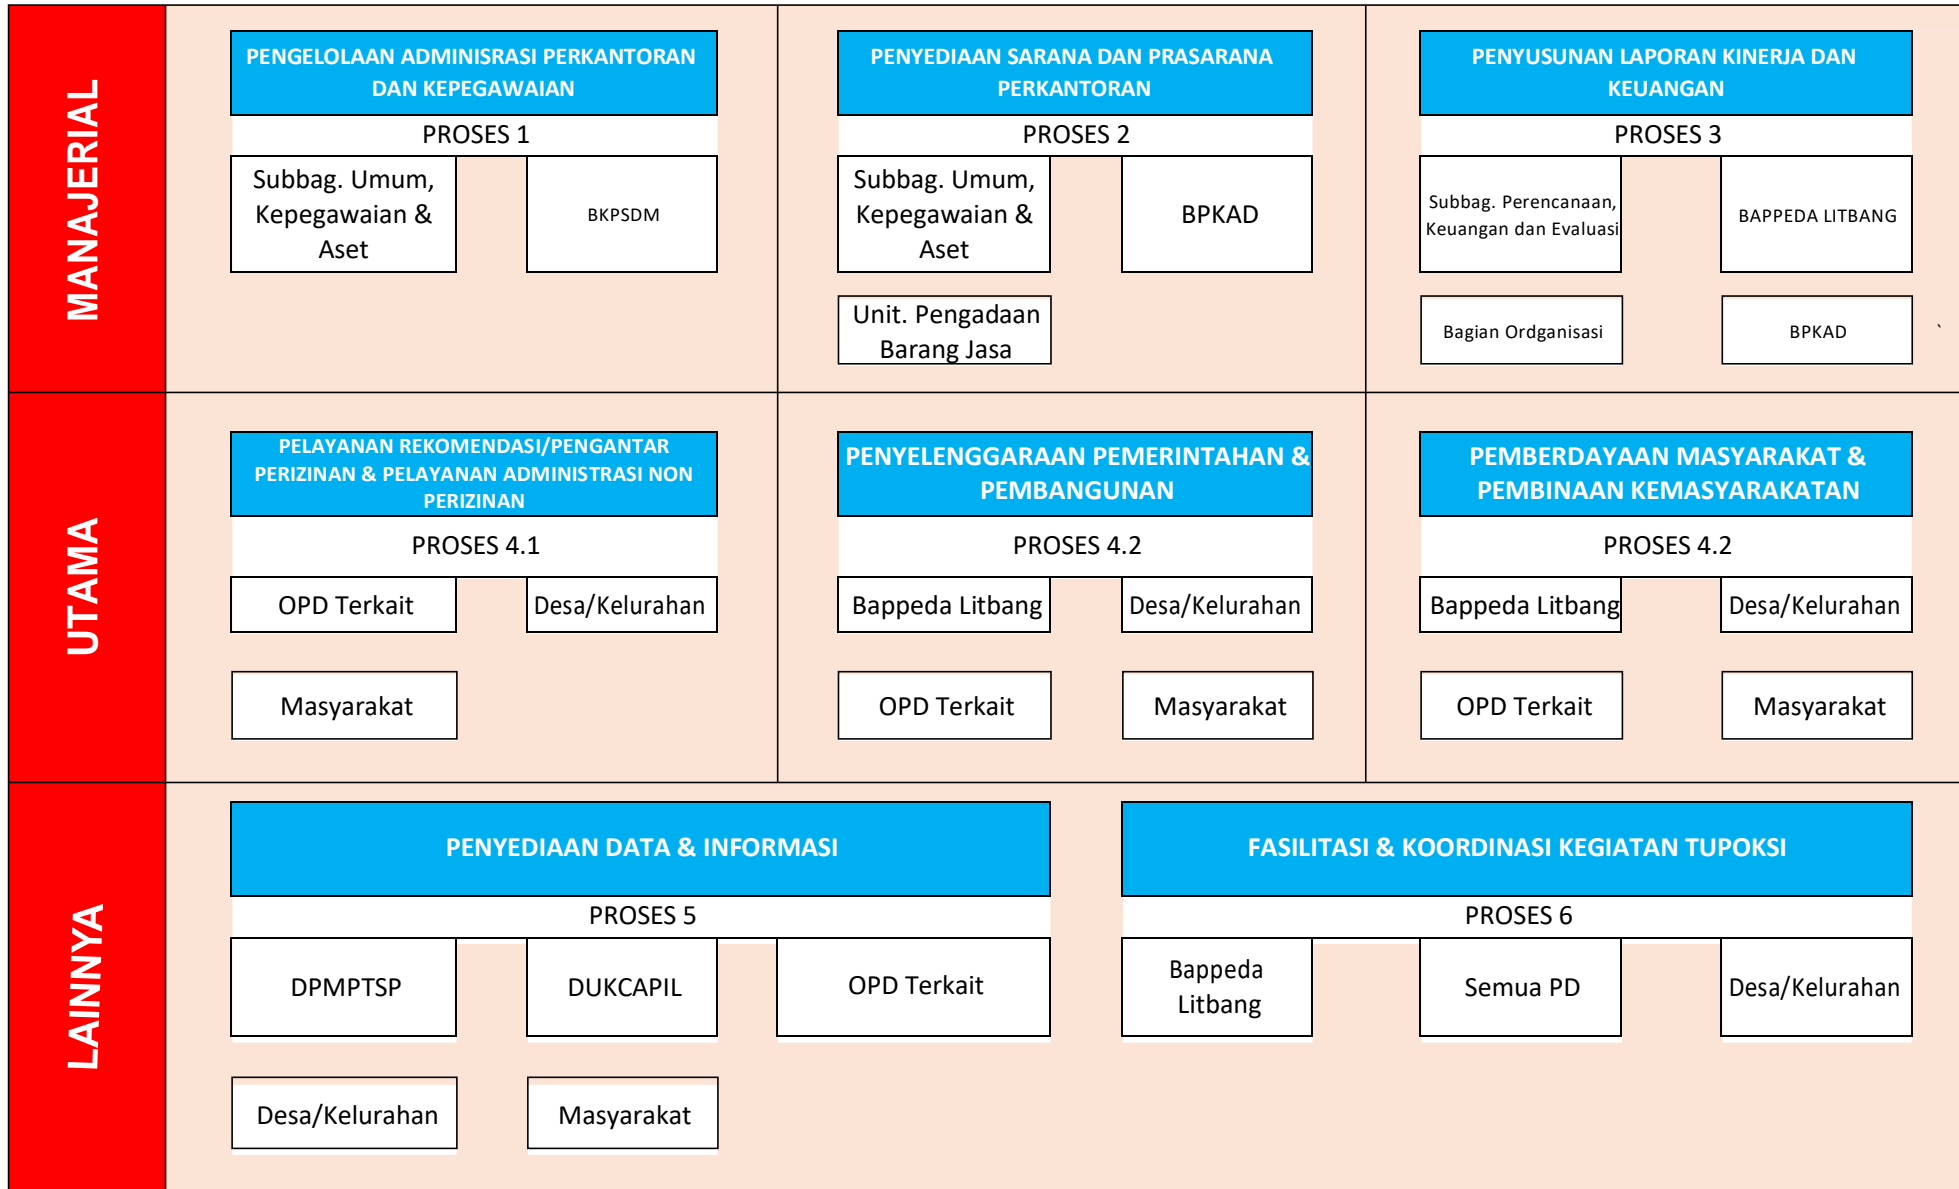 MANAJERIAL
PENGELOLAAN ADMINISRASI PERKANTORAN
DAN KEPEGAWAIAN
PROSES 1
Subbag. Umum,
Kepegawaian &
Aset
BKPSDM
PENYEDIAAN SARANA DAN PRASARANA
PERKANTORAN
PROSES 2
Subbag. Umum,
Kepegawaian &
Aset
BPKAD
Unit. Pengadaan
Barang Jasa
PENYUSUNAN LAPORAN KINERJA DAN
KEUANGAN
PROSES 3
Subbag. Perencanaan,
Keuangan dan Evaluasi
BAPPEDA LITBANG
Bagian Ordganisasi
BPKAD
`
UTAMA
PELAYANAN REKOMENDASI/PENGANTAR
PERIZINAN & PELAYANAN ADMINISTRASI NON
PERIZINAN
PROSES 4.1
OPD Terkait
Desa/Kelurahan
Masyarakat
PENYELENGGARAAN PEMERINTAHAN &
PEMBANGUNAN
PROSES 4.2
Bappeda Litbang
Desa/Kelurahan
OPD Terkait
Masyarakat
PEMBERDAYAAN MASYARAKAT &
PEMBINAAN KEMASYARAKATAN
PROSES 4.2
Bappeda Litbang
Desa/Kelurahan
OPD Terkait
Masyarakat
LAINNYA
PENYEDIAAN DATA & INFORMASI
PROSES 5
DPMPTSP
DUKCAPIL
OPD Terkait
Desa/Kelurahan
Masyarakat
FASILITASI & KOORDINASI KEGIATAN TUPOKSI
PROSES 6
Bappeda
Litbang
Semua PD
Desa/Kelurahan